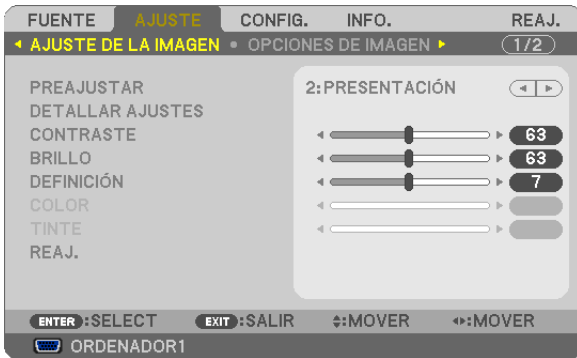 FUENTE AJUSTE CONFIG. INFO. REAJ.
AJUSTE DE LA IMAGEN • OPCIONES DE IMAGEN 1/2
PREAJUSTAR 2:PRESENTACIÓN
DETALLAR AJUSTES
CONTRASTE 63
BRILLO 63
DEFINICIÓN 7
COLOR
TINTE
REAJ.
ENTER :SELECT EXIT :SALIR :MOVER :MOVER
ORDENADOR1